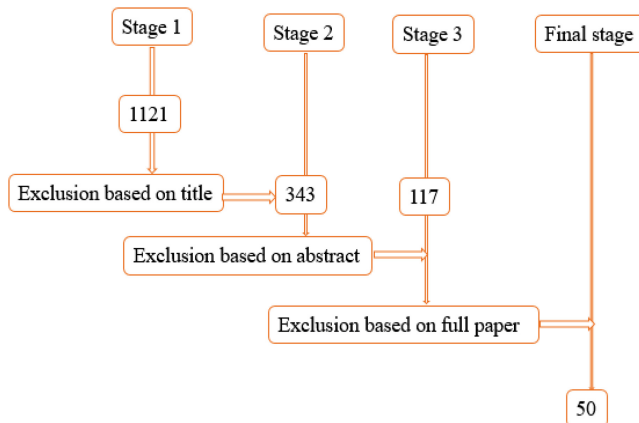 Stage 1
Stage 2
Stage 3
Final stage
1121
Exclusion based on title
343
117
Exclusion based on abstract
Exclusion based on full paper
50